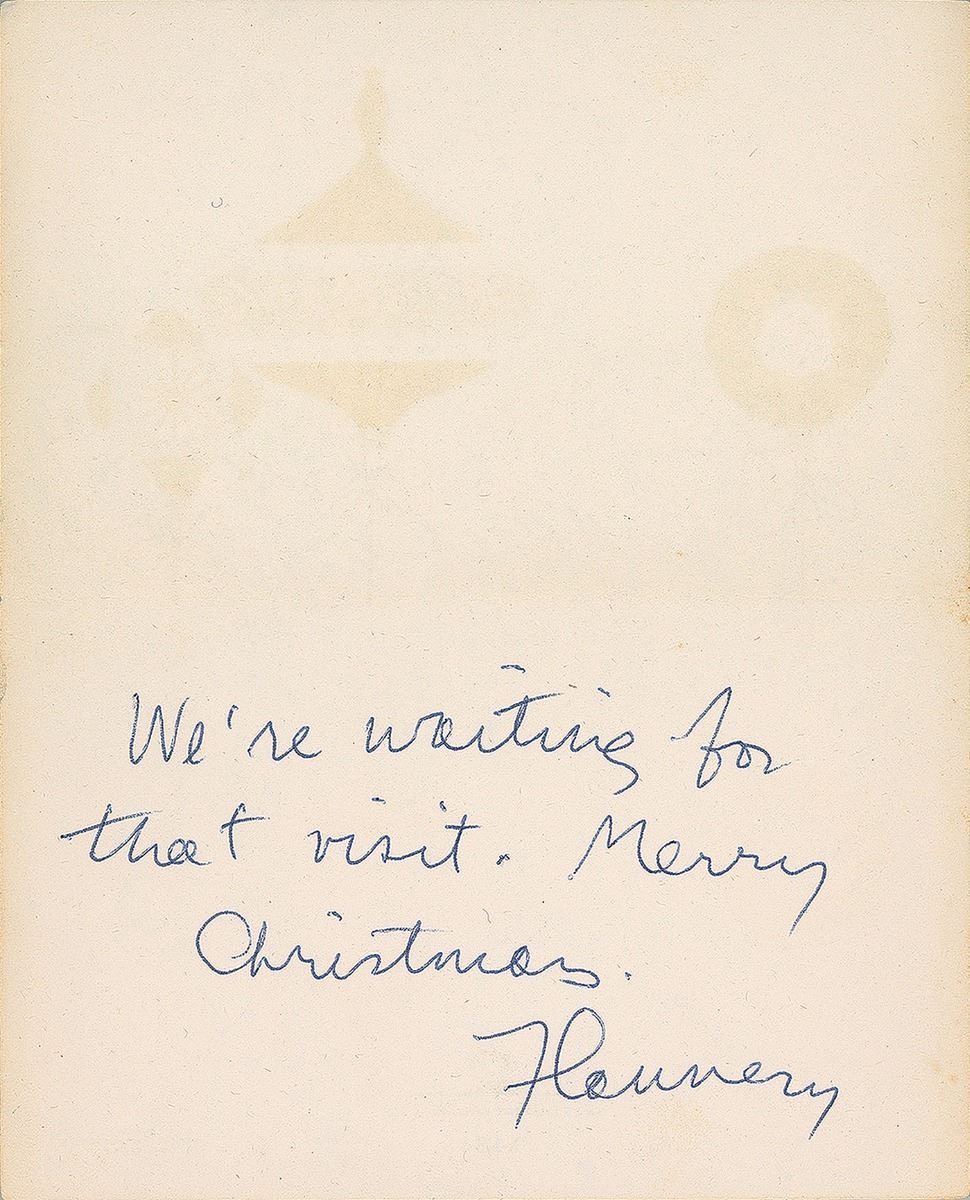 We're waiting for
that visit. Merry
Christmas.
Flannery